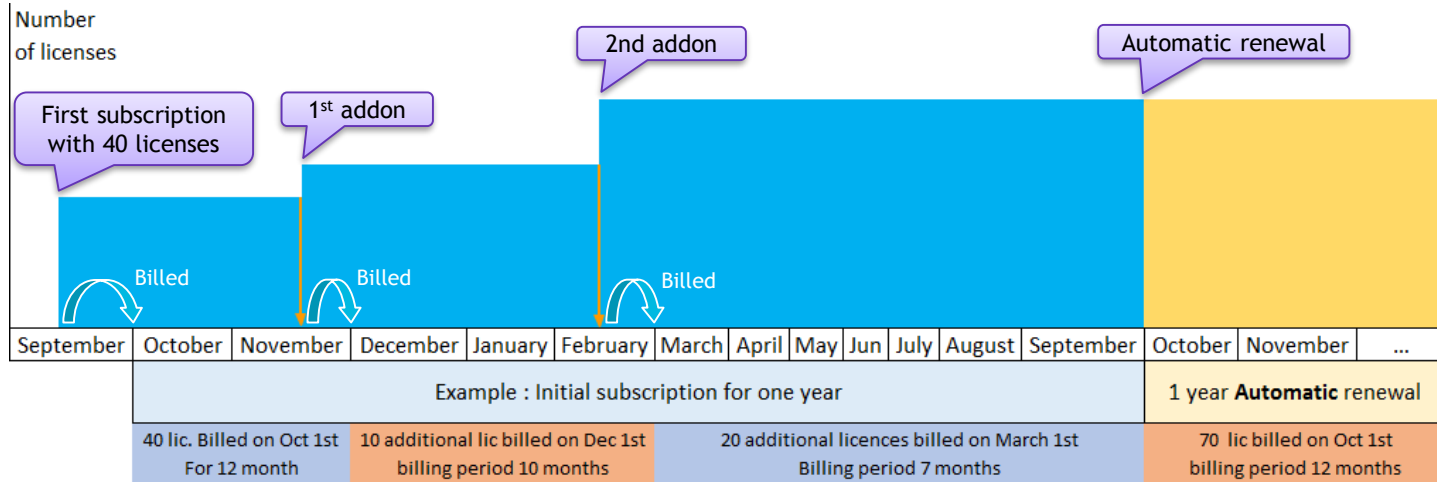 Number
of licenses
First subscription
with 40 licenses
1st addon
2nd addon
Automatic renewal
Billed
Billed
Billed
September October November December January February March April May Jun July August September October November ...
Example : Initial subscription for one year
1 year Automatic renewal
40 lic. Billed on Oct 1st
For 12 month
10 additional lic billed on Dec 1st
billing period 10 months
20 additional licences billed on March 1st
Billing period 7 months
70 lic billed on Oct 1st
billing period 12 months